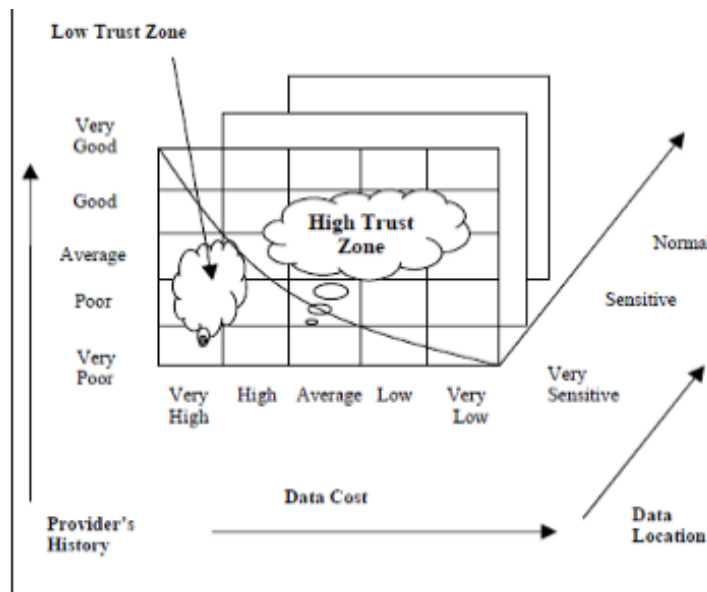 Low Trust Zone
Very
Good
Good
High Trust
Zone
Average
Normal
Poor
Sensitive
Very
Poor
Very
High
High
Average
Low
Very
Low
Very
Sensitive
Data Cost
Provider's
History
Data
Location